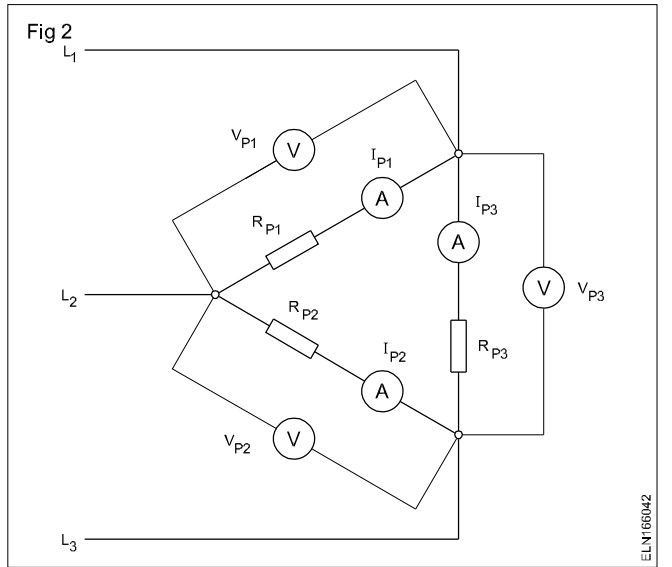 Fig 2
L1
VP1
V
IP1
A
RP1
IP3
A
L2
V
VP3
RP2
RP3
IP2
A
V
VP2
L3
ELN166042